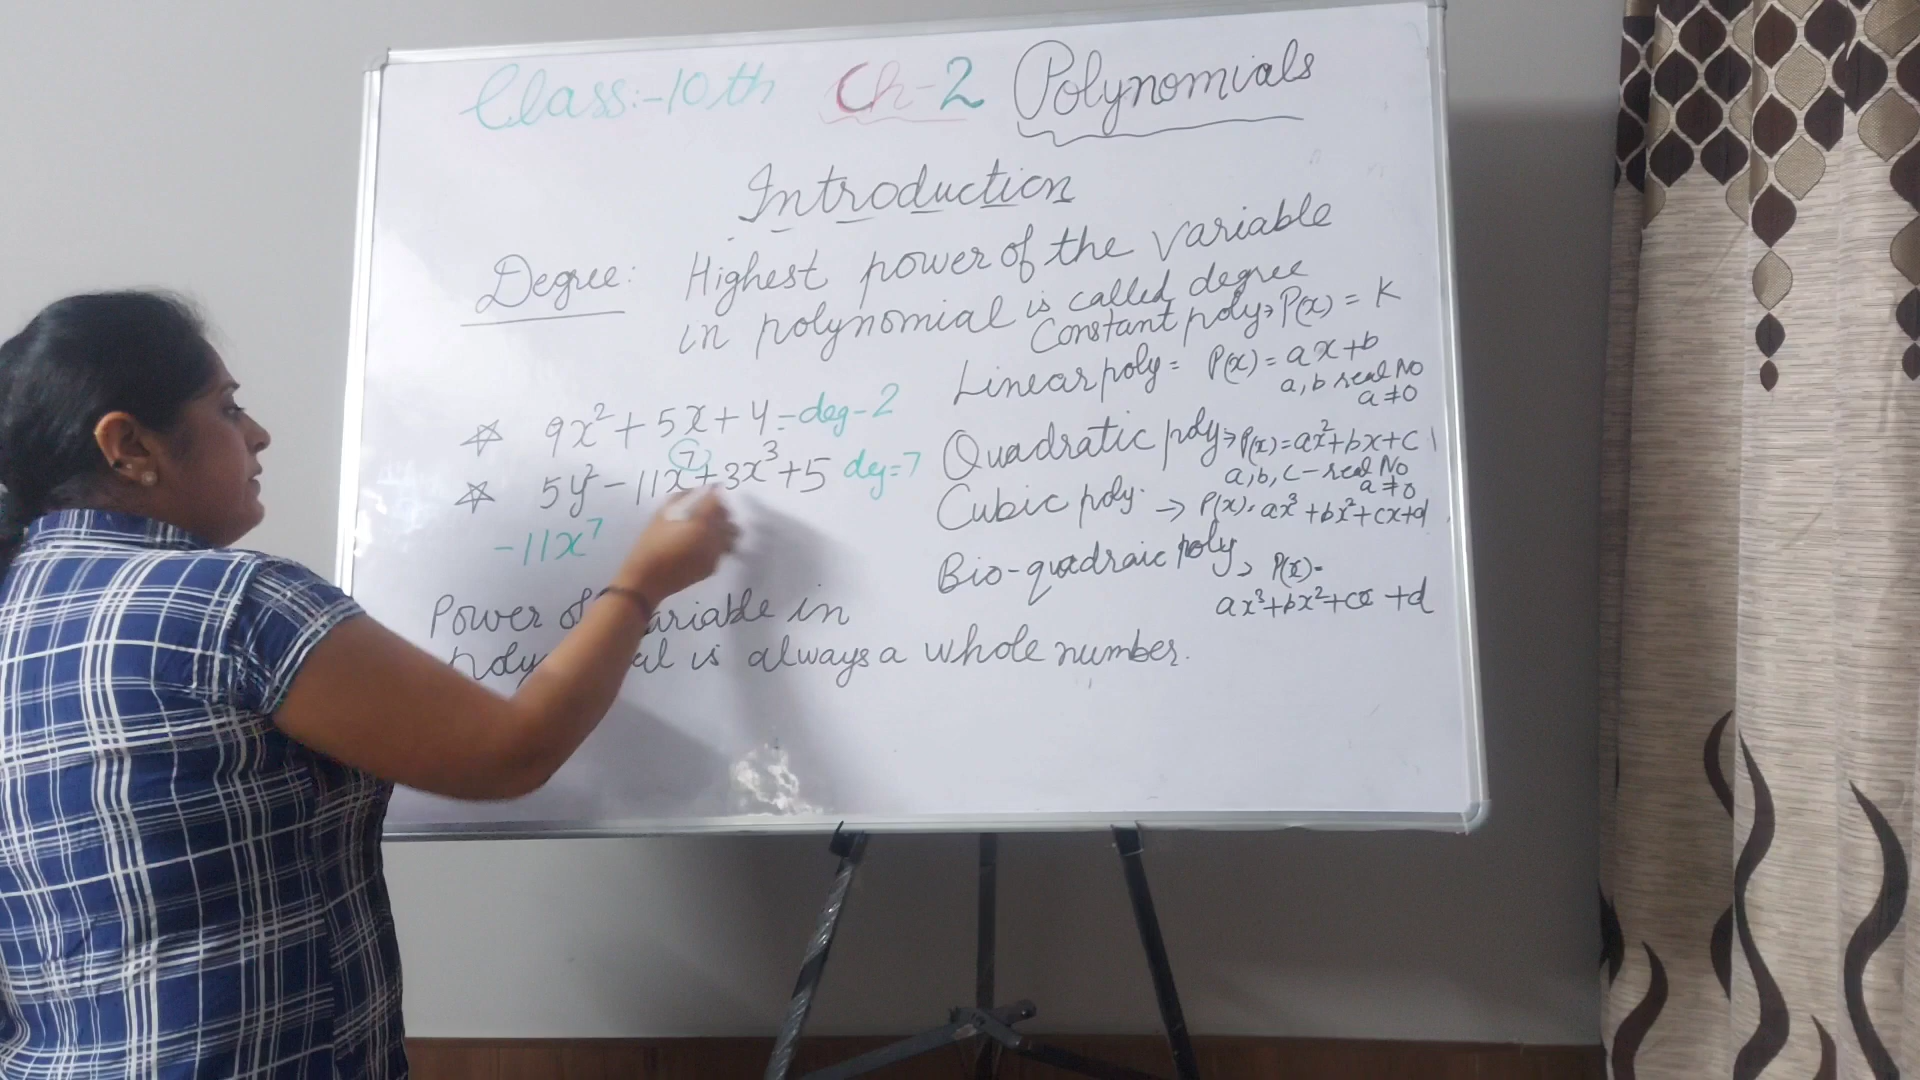 Class:-10th Ch-2 Polynomials
Introduction
Degree: Highest power of the variable
in polynomial is called degree
Constant poly→ P(x) = K
Linear poly = P(x) = ax+b
a, b real No
a≠0
☆ 9x²+5x+4 = deg-2
☆ 5y²-11x⁷+3x³+5 deg=7
-11x⁷
Quadratic poly→ P(x)=ax²+bx+c
a, b, c - real No
a≠0
Cubic poly. → P(x). ax³+bx²+cx+d
Bio-quadraic poly → P(x)-
ax³+bx²+cx+d
Power of variable in
is always a whole number.